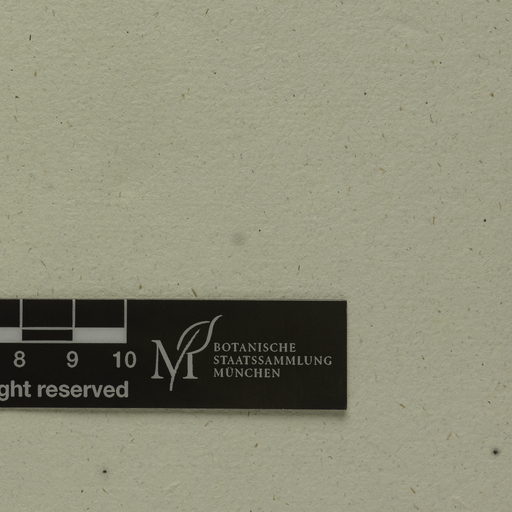 8 9 10
ght reserved
BOTANISCHE
STAATSSAMMLUNG
MÜNCHEN